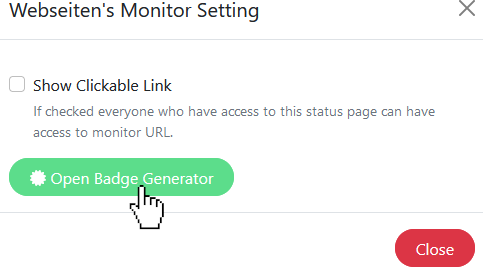 Webseiten's Monitor Setting
Show Clickable Link
If checked everyone who have access to this status page can have
access to monitor URL.
Open Badge Generator
Close